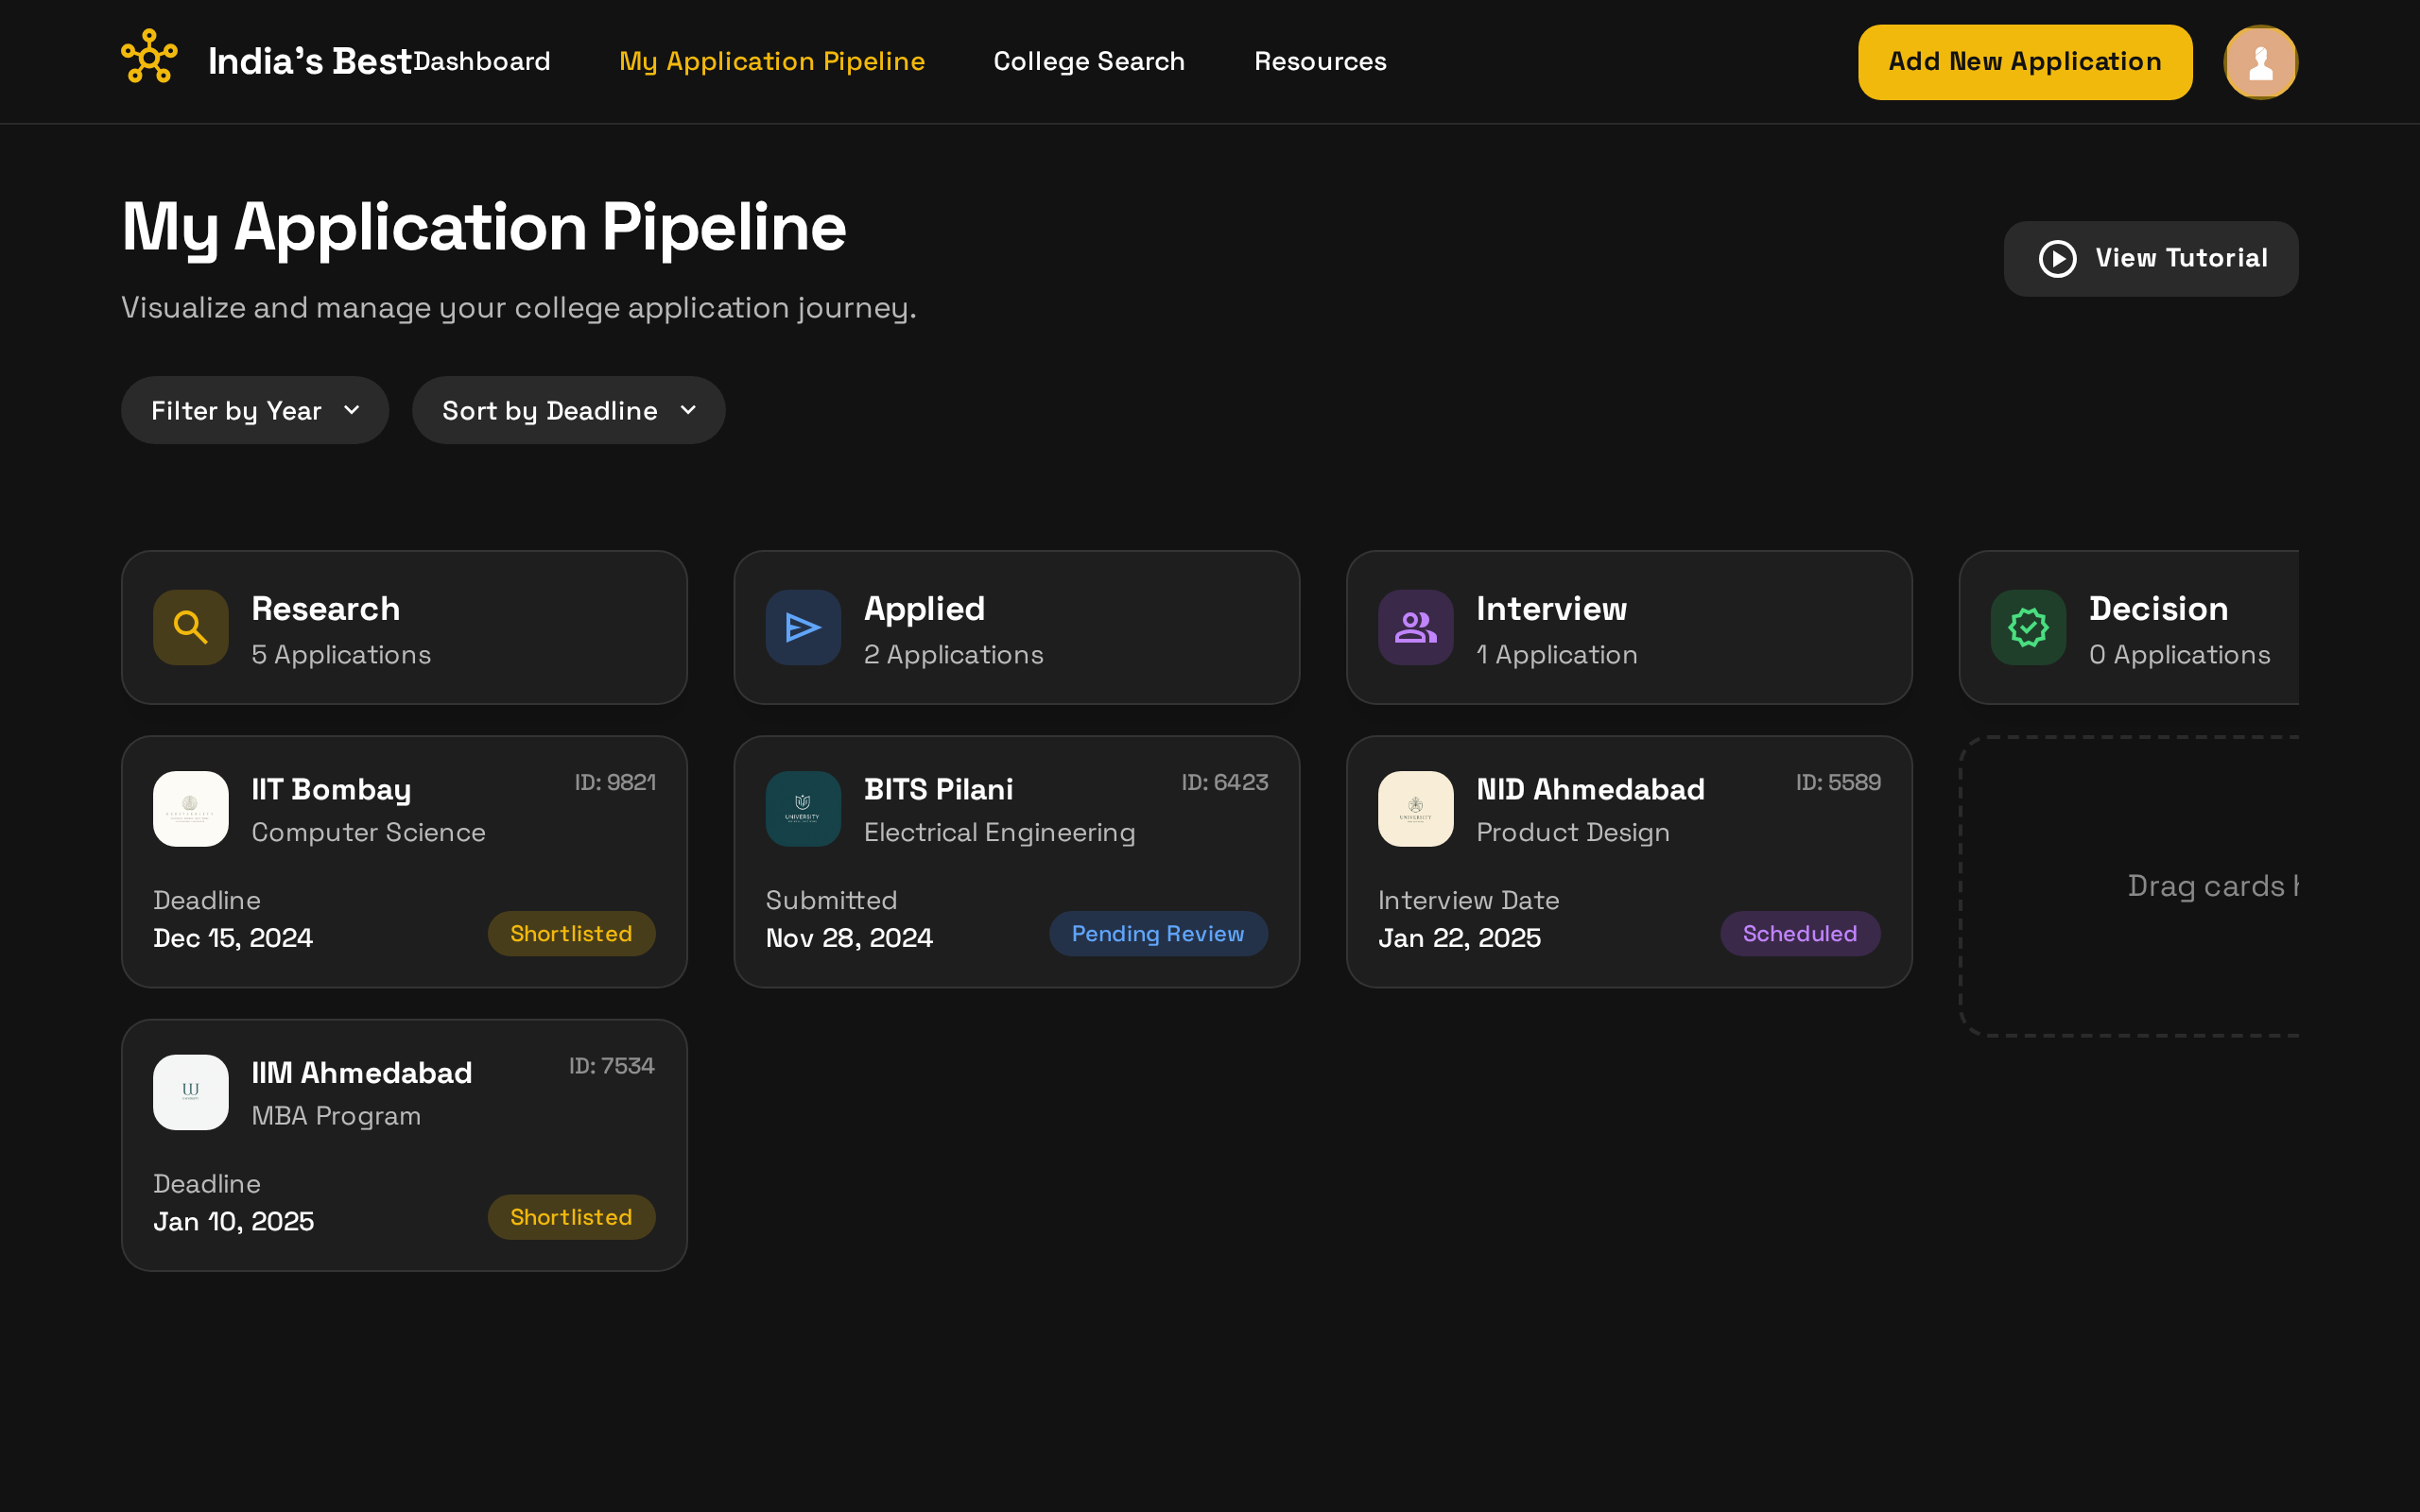 India's Best
Dashboard
My Application Pipeline
College Search
Resources
Add New Application
My Application Pipeline
Visualize and manage your college application journey.
View Tutorial
Filter by Year
Sort by Deadline
Research
5 Applications
IIT Bombay
ID: 9821
Computer Science
Deadline
Dec 15, 2024
Shortlisted
IIM Ahmedabad
ID: 7534
MBA Program
Deadline
Jan 10, 2025
Shortlisted
Applied
2 Applications
BITS Pilani
ID: 6423
UNIVERSITY
Electrical Engineering
Submitted
Nov 28, 2024
Pending Review
Interview
1 Application
NID Ahmedabad
ID: 5589
UNIVERSITY
Product Design
Interview Date
Jan 22, 2025
Scheduled
Decision
0 Applications
Drag cards